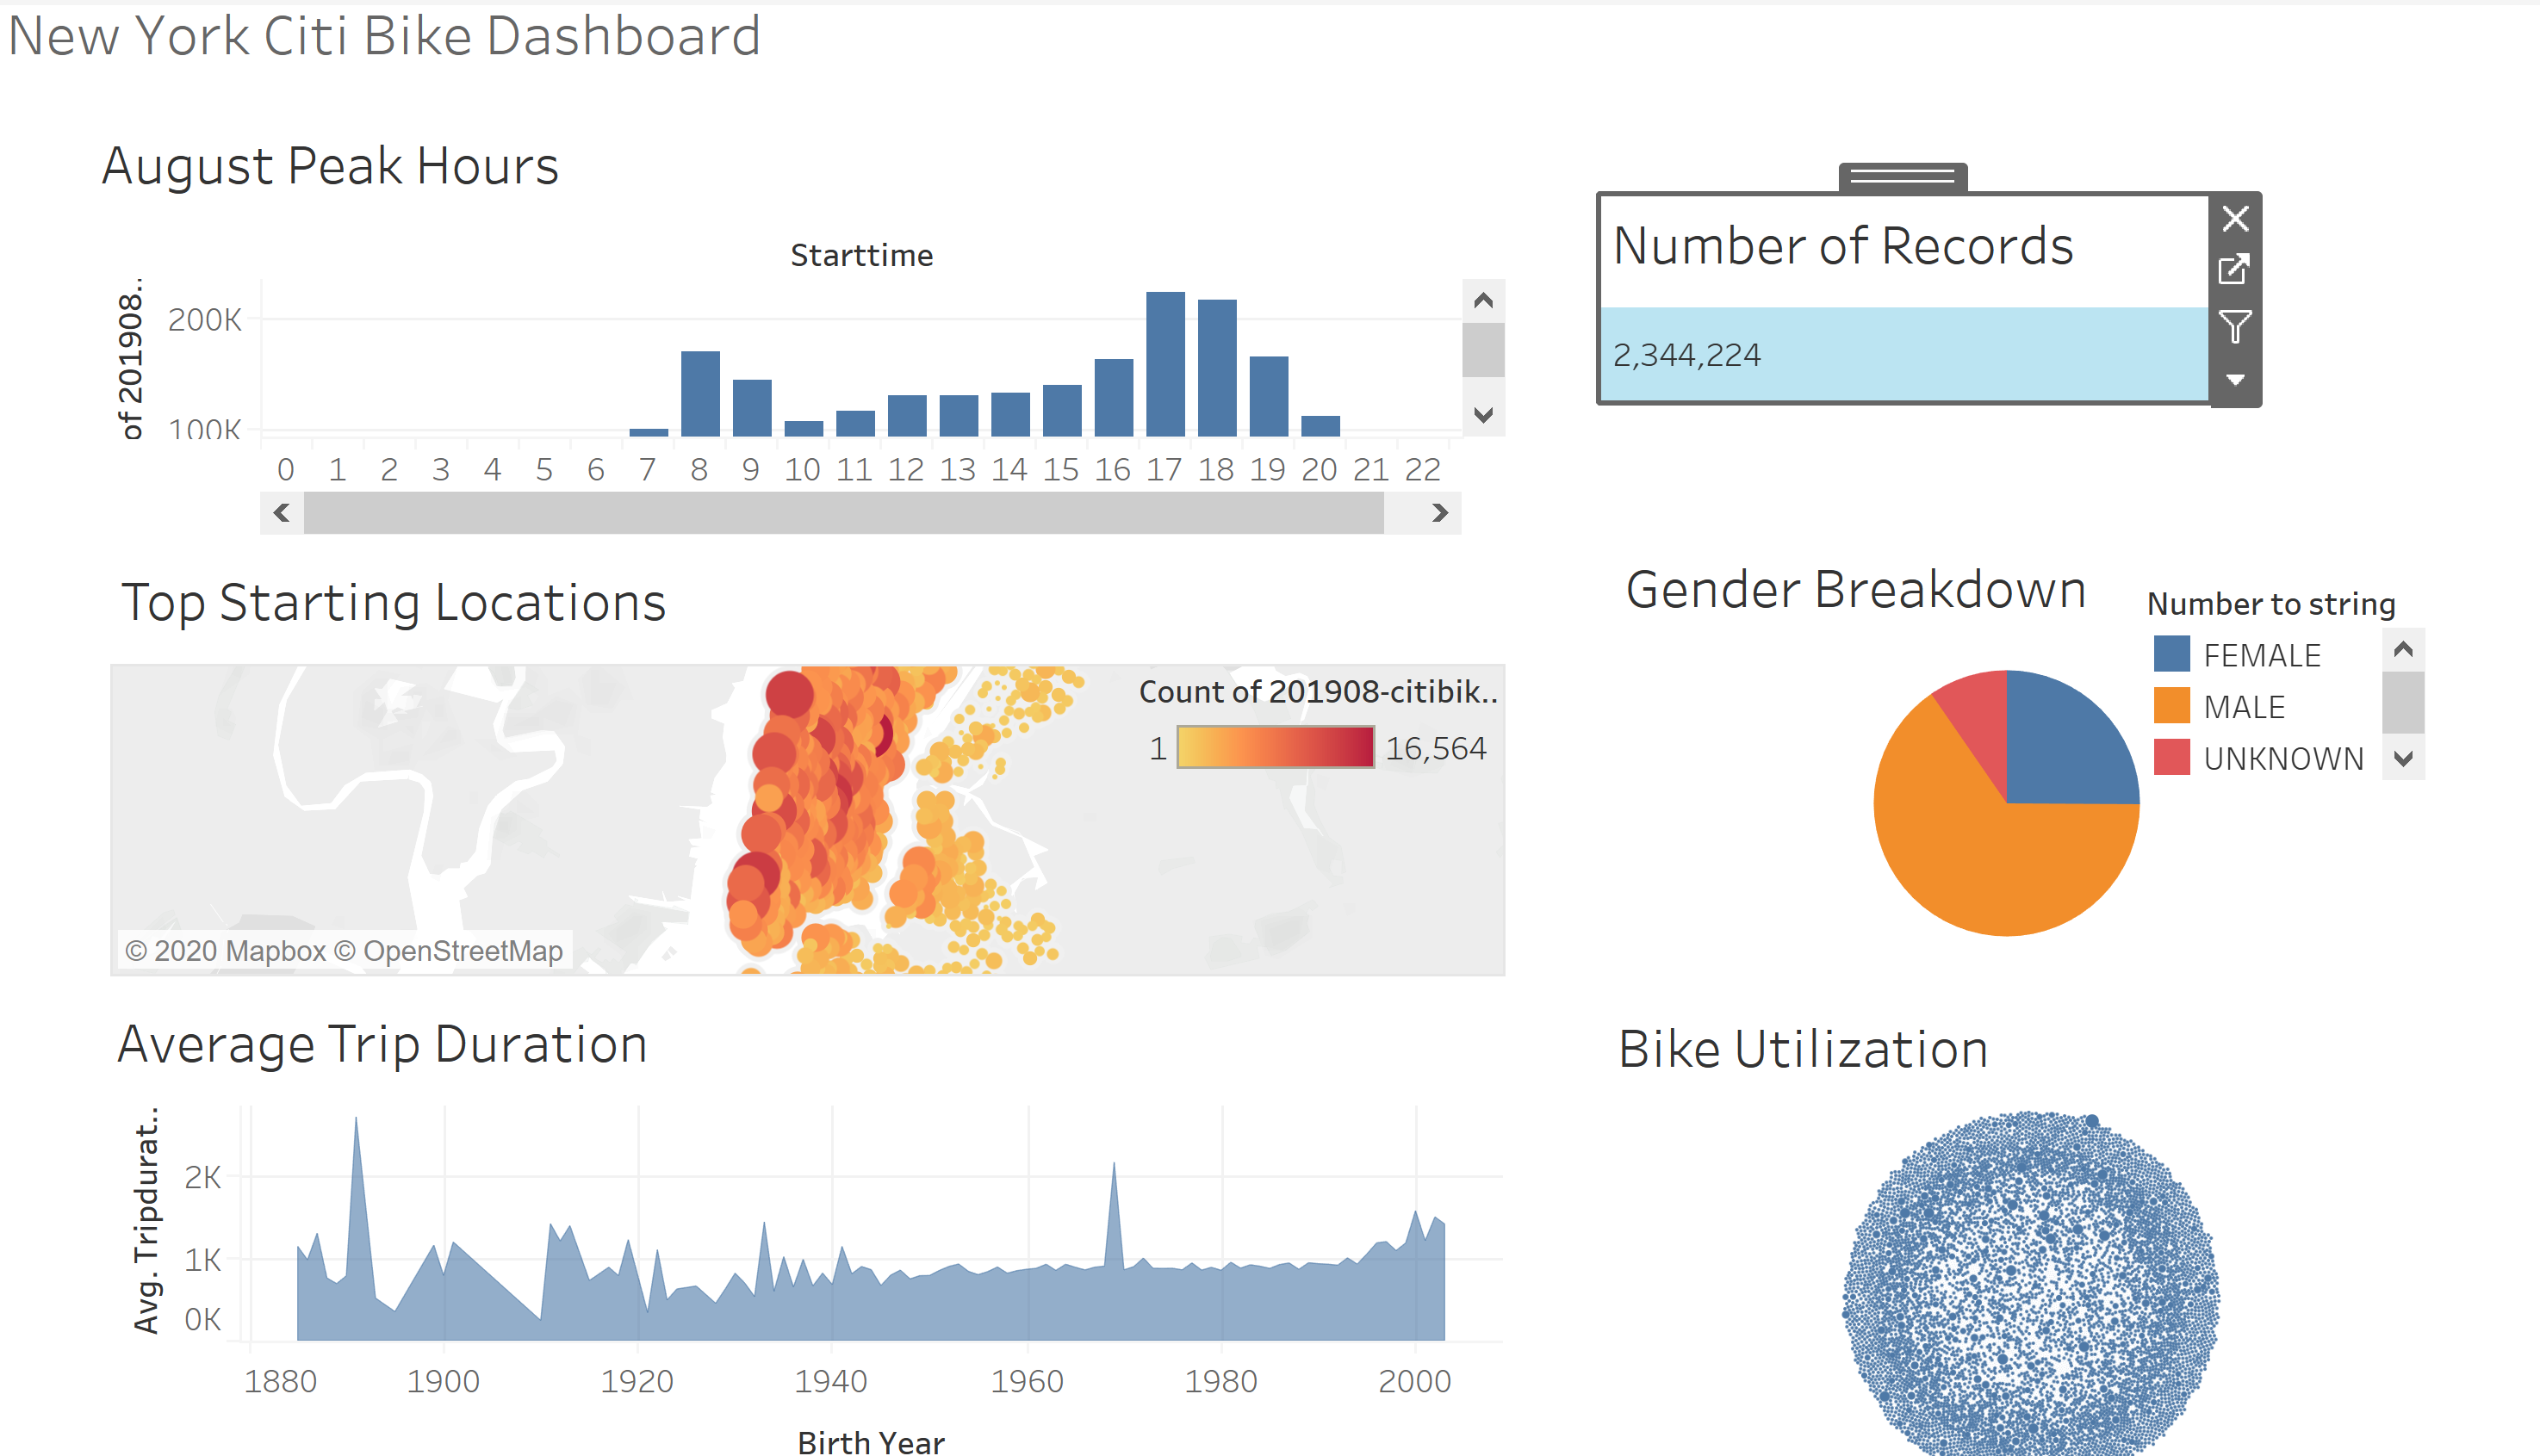 New York Citi Bike Dashboard
August Peak Hours
Starttime
of 201908..
200K
100K
0 1 2 3 4 5 6 7 8 9 10 11 12 13 14 15 16 17 18 19 20 21 22
Number of Records
2,344,224
Top Starting Locations
Count of 201908-citibik..
1 16,564
© 2020 Mapbox © OpenStreetMap
Gender Breakdown
Number to string
FEMALE
MALE
UNKNOWN
Average Trip Duration
Avg. Tripdurat..
2K
1K
0K
1880 1900 1920 1940 1960 1980 2000
Birth Year
Bike Utilization